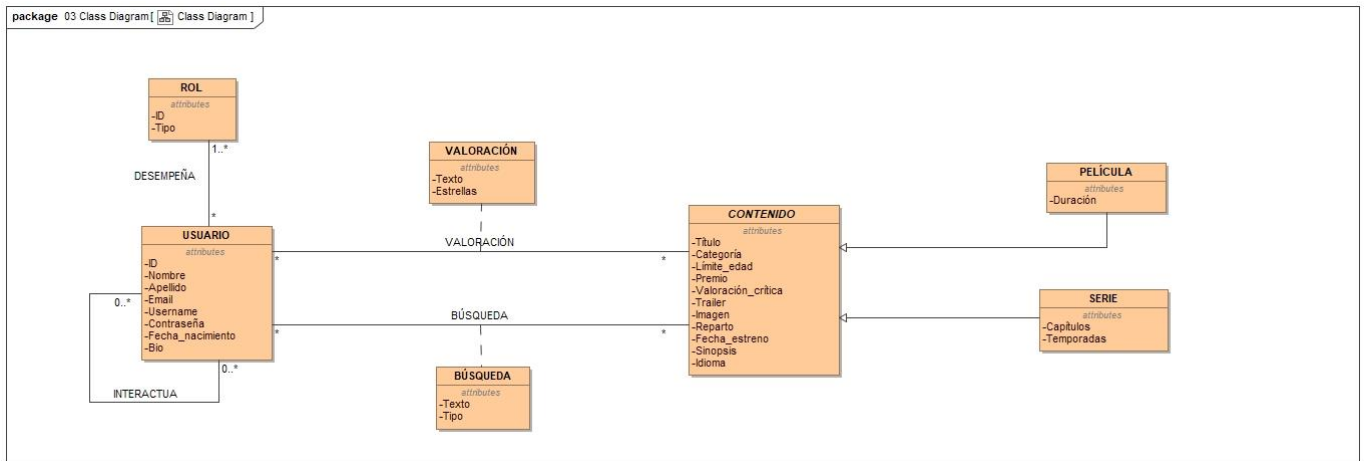 package 03 Class Diagram [ Class Diagram ]
ROL
attributes
-ID
-Tipo
1..*
DESEMPEÑA
*
USUARIO
attributes
-ID
-Nombre
-Apellido
-Email
-Username
-Contraseña
-Fecha_nacimiento
-Bio
0..*
0..*
INTERACTUA
VALORACIÓN
attributes
-Texto
-Estrellas
VALORACIÓN
*
*
BÚSQUEDA
*
*
BÚSQUEDA
attributes
-Texto
-Tipo
CONTENIDO
attributes
-Título
-Categoría
-Límite_edad
-Premio
-Valoración_crítica
-Trailer
-Imagen
-Reparto
-Fecha_estreno
-Sinopsis
-Idioma
PELÍCULA
attributes
-Duración
SERIE
attributes
-Capítulos
-Temporadas